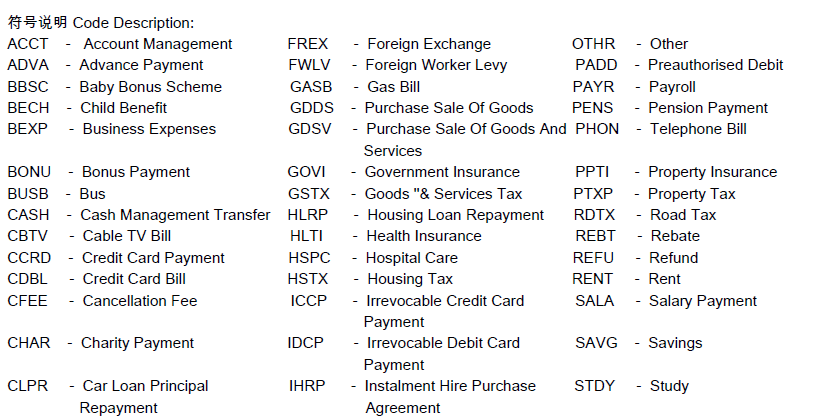 符号说明 Code Description:
ACCT - Account Management FREX - Foreign Exchange OTHR - Other
ADVA - Advance Payment FWLV - Foreign Worker Levy PADD - Preauthorised Debit
BBSC - Baby Bonus Scheme GASB - Gas Bill PAYR - Payroll
BECH - Child Benefit GDDS - Purchase Sale Of Goods PENS - Pension Payment
BEXP - Business Expenses GDSV - Purchase Sale Of Goods And PHON - Telephone Bill
Services
BONU - Bonus Payment GOVI - Government Insurance PPTI - Property Insurance
BUSB - Bus GSTX - Goods "& Services Tax PTXP - Property Tax
CASH - Cash Management Transfer HLRP - Housing Loan Repayment RDTX - Road Tax
CBTV - Cable TV Bill HLTI - Health Insurance REBT - Rebate
CCRD - Credit Card Payment HSPC - Hospital Care REFU - Refund
CDBL - Credit Card Bill HSTX - Housing Tax RENT - Rent
CFEE - Cancellation Fee ICCP - Irrevocable Credit Card SALA - Salary Payment
Payment
CHAR - Charity Payment IDCP - Irrevocable Debit Card SAVG - Savings
Payment
CLPR - Car Loan Principal IHRP - Instalment Hire Purchase STDY - Study
Repayment Agreement